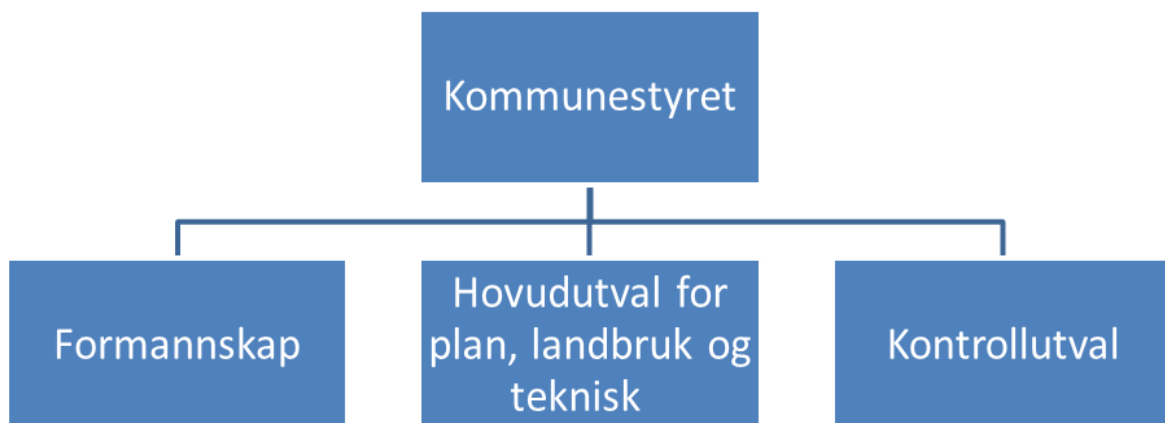 Kommunestyret
Formannskap
Hovudutval for
plan, landbruk og
teknisk
Kontrollutval